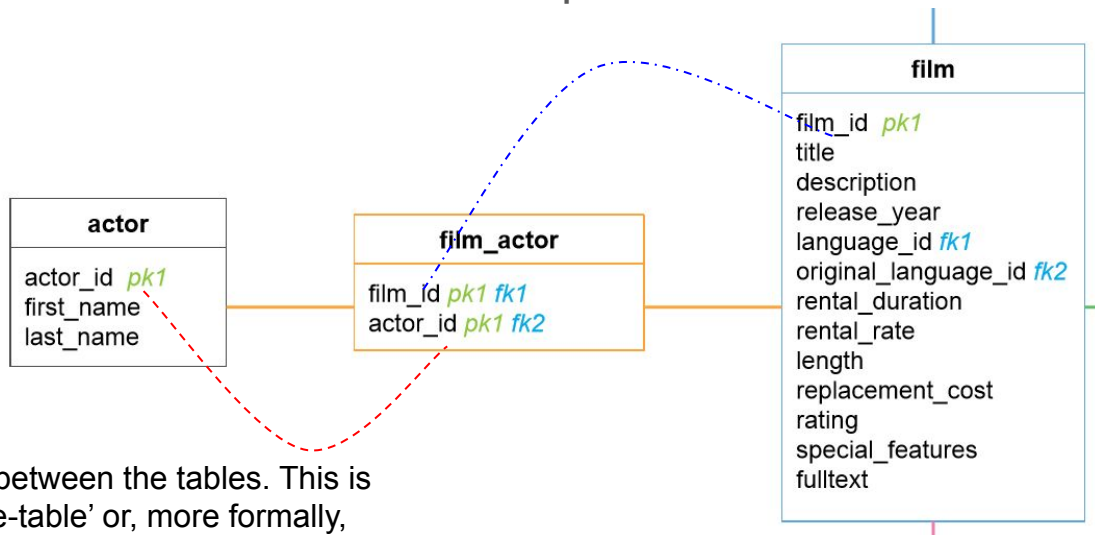 actor
actor_id pk1
first_name
last_name
film_actor
film_id pk1 fk1
actor_id pk1 fk2
film
film_id pk1
title
description
release_year
language_id fk1
original_language_id fk2
rental_duration
rental_rate
length
replacement_cost
rating
special_features
fulltext
between the tables. This is
e-table’ or, more formally,